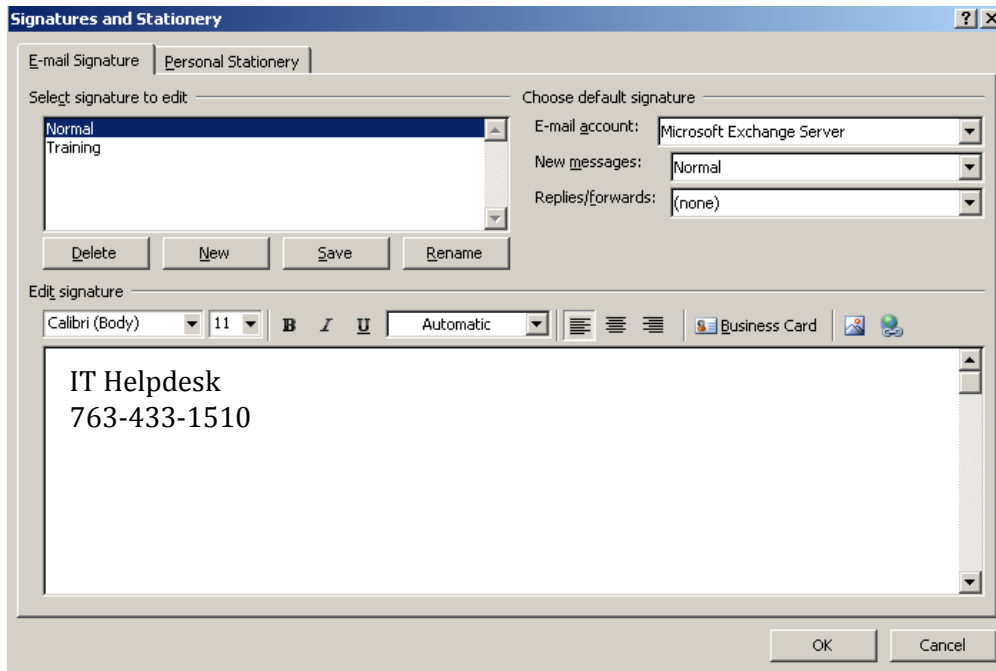 Signatures and Stationery
E-mail Signature
Personal Stationery
Select signature to edit
Normal
Training
Delete
New
Save
Rename
Choose default signature
E-mail account:
Microsoft Exchange Server
New messages:
Normal
Replies/forwards:
(none)
Edit signature
Calibri (Body)
11
B
I
U
Automatic
Business Card
IT Helpdesk
763-433-1510
OK
Cancel